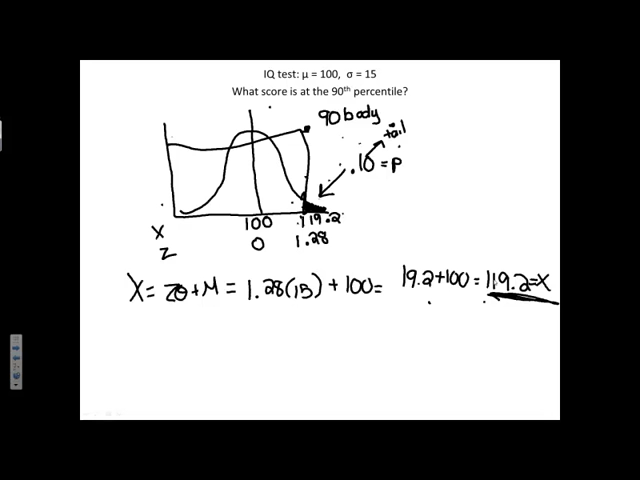 IQ test: μ = 100, σ = 15
What score is at the 90th percentile?
90 body
tail
.10 = P
X 100 119.2
Z 0 1.28
X = Zσ + M = 1.28(15) + 100 = 19.2 + 100 = 119.2 = X